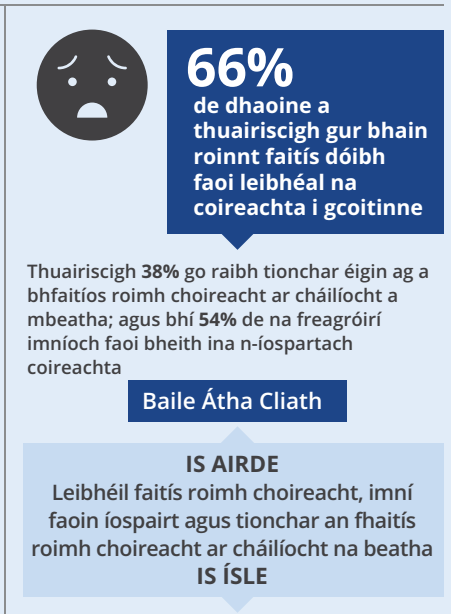 66%
de dhaoine a
thuairiscigh gur bhain
roinnt faitís dóibh
faoi leibhéal na
coireachta i gcoitinne
Thuairiscigh 38% go raibh tionchar éigin ag a
bhfaitíos roimh choireacht ar cháilíocht a
mbeatha; agus bhí 54% de na freagróirí
imníoch faoi bheith ina n-íospartach
coireachta
Baile Átha Cliath
IS AIRDE
Leibhéil faitís roimh choireacht, imní
faoin íospairt agus tionchar an fhaitís
roimh choireacht ar cháilíocht na beatha
IS ÍSLE